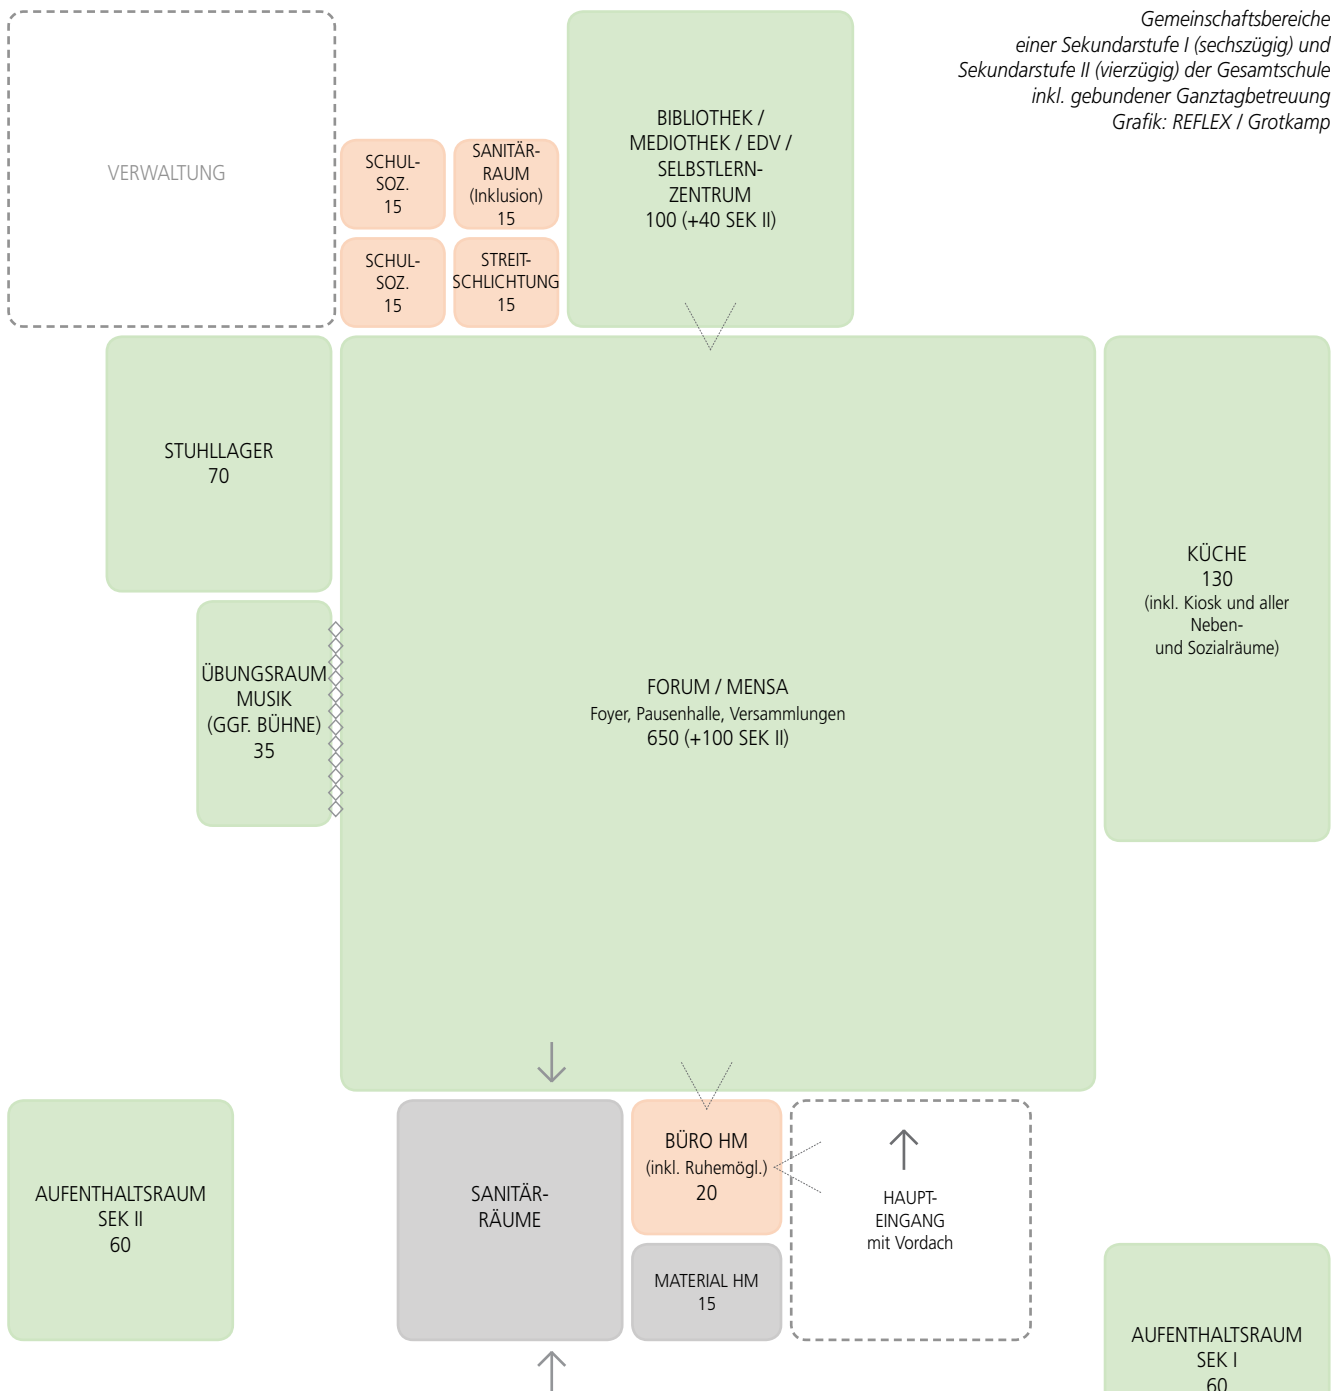 Gemeinschaftsbereiche
einer Sekundarstufe I (sechszügig) und
Sekundarstufe II (vierzügig) der Gesamtschule
inkl. gebundener Ganztagbetreuung
Grafik: REFLEX / Grotkamp
VERWALTUNG
SCHUL-
SOZ.
15
SANITÄR-
RAUM
(Inklusion)
15
SCHUL-
SOZ.
15
STREIT-
SCHLICHTUNG
15
BIBLIOTHEK /
MEDIOTHEK / EDV /
SELBSTLERN-
ZENTRUM
100 (+40 SEK II)
STUHLLAGER
70
ÜBUNGSRAUM
MUSIK
(GGF. BÜHNE)
35
FORUM / MENSA
Foyer, Pausenhalle, Versammlungen
650 (+100 SEK II)
KÜCHE
130
(inkl. Kiosk und aller
Neben-
und Sozialräume)
AUFENTHALTSRAUM
SEK II
60
SANITÄR-
RÄUME
BÜRO HM
(inkl. Ruhemögl.)
20
MATERIAL HM
15
HAUPT-
EINGANG
mit Vordach
AUFENTHALTSRAUM
SEK I
60